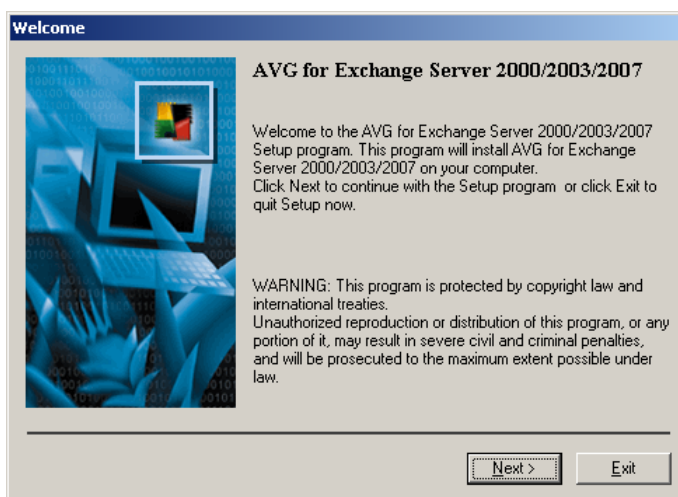 Welcome
AVG for Exchange Server 2000/2003/2007
Welcome to the AVG for Exchange Server 2000/2003/2007
Setup program. This program will install AVG for Exchange
Server 2000/2003/2007 on your computer.
Click Next to continue with the Setup program or click Exit to
quit Setup now.
WARNING: This program is protected by copyright law and
international treaties.
Unauthorized reproduction or distribution of this program, or any
portion of it, may result in severe civil and criminal penalties,
and will be prosecuted to the maximum extent possible under
law.
Next >
Exit